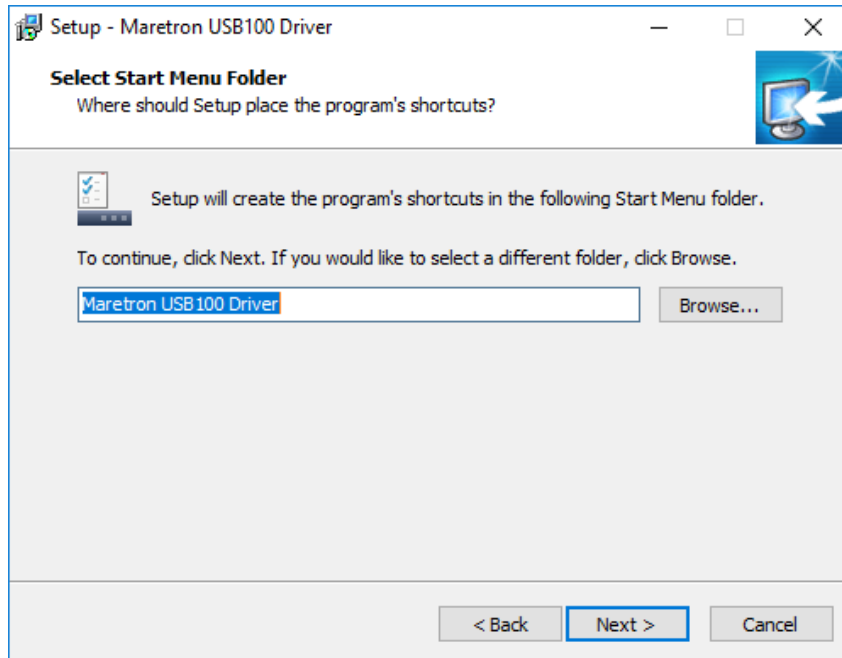 Setup - Maretron USB100 Driver
Select Start Menu Folder
Where should Setup place the program's shortcuts?
Setup will create the program's shortcuts in the following Start Menu folder.
To continue, click Next. If you would like to select a different folder, click Browse.
Maretron USB100 Driver
Browse...
< Back
Next >
Cancel